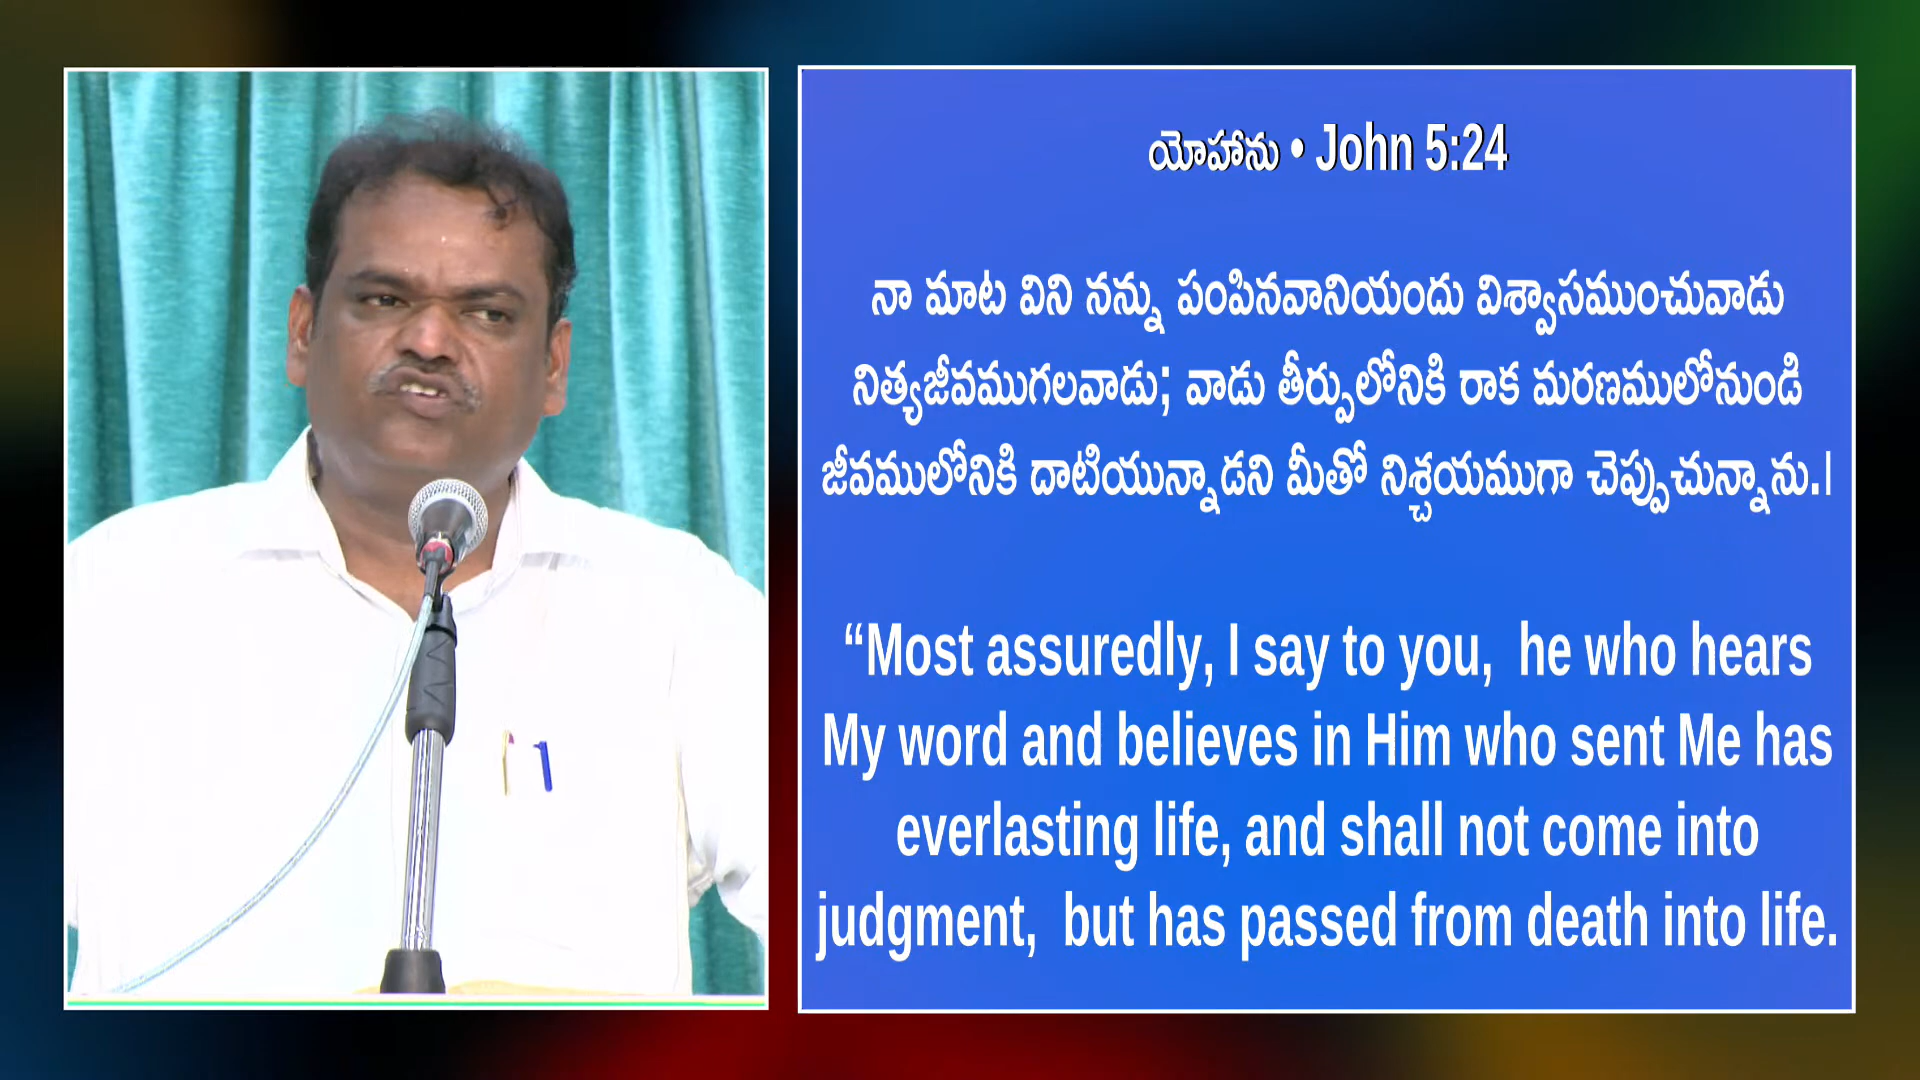 యోహాను • John 5:24
నా మాట విని నన్ను పంపినవానియందు విశ్వాసముంచువాడు
నిత్యజీవముగలవాడు; వాడు తీర్పులోనికి రాక మరణములోనుండి
జీవములోనికి దాటియున్నాడని మీతో నిశ్చయముగా చెప్పుచున్నాను.|
“Most assuredly, I say to you,  he who hears
My word and believes in Him who sent Me has
everlasting life, and shall not come into
judgment,  but has passed from death into life.